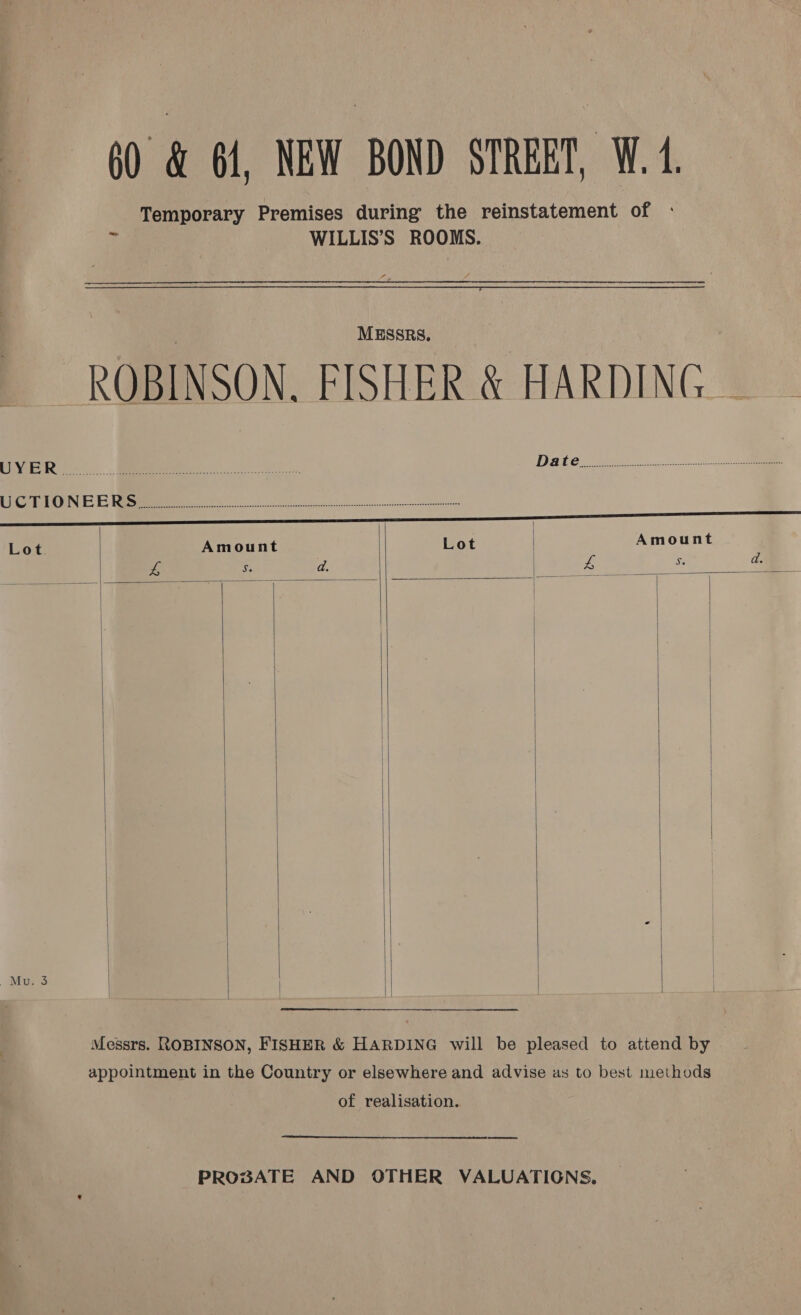 60 & 61, NEW BOND STREET, W. 1.
Temporary Premises during the reinstatement of
WILLIS'S ROOMS.
MESSRS.
ROBINSON, FISHER & HARDING
UYER
Date
UCTIONEERS
Lot Amount Lot Amount
£ s. d. £ s. d.
Mu. 3
Messrs. ROBINSON, FISHER & HARDING will be pleased to attend by
appointment in the Country or elsewhere and advise as to best methods
of realisation.
PROBATE AND OTHER VALUATIONS.